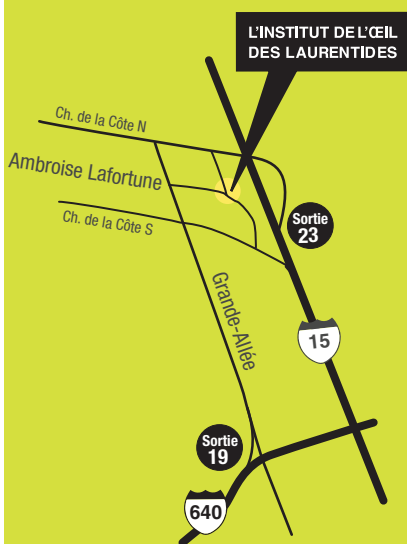 L'INSTITUT DE L'ŒIL
DES LAURENTIDES
Ch. de la Côte N
Ambroise Lafortune
Ch. de la Côte S
Sortie
23
Grande-Allée
15
Sortie
19
640